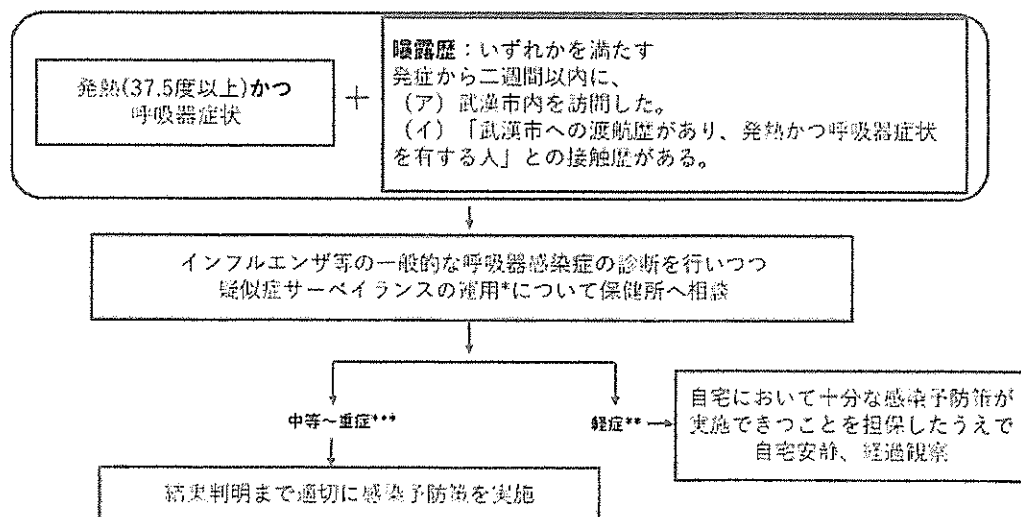 発熱(37.5度以上)かつ
呼吸器症状
+
曝露歴：いずれかを満たす
発症から二週間以内に、
（ア）武漢市内を訪問した。
（イ）「武漢市への渡航歴があり、発熱かつ呼吸器症状
を有する人」との接触歴がある。
インフルエンザ等の一般的な呼吸器感染症の診断を行いつつ
疑似症サーベイランスの運用*について保健所へ相談
中等～重症***
軽症**
自宅において十分な感染予防策が
実施できつことを担保したうえで
自宅安静、経過観察
結果判明まで適切に感染予防策を実施